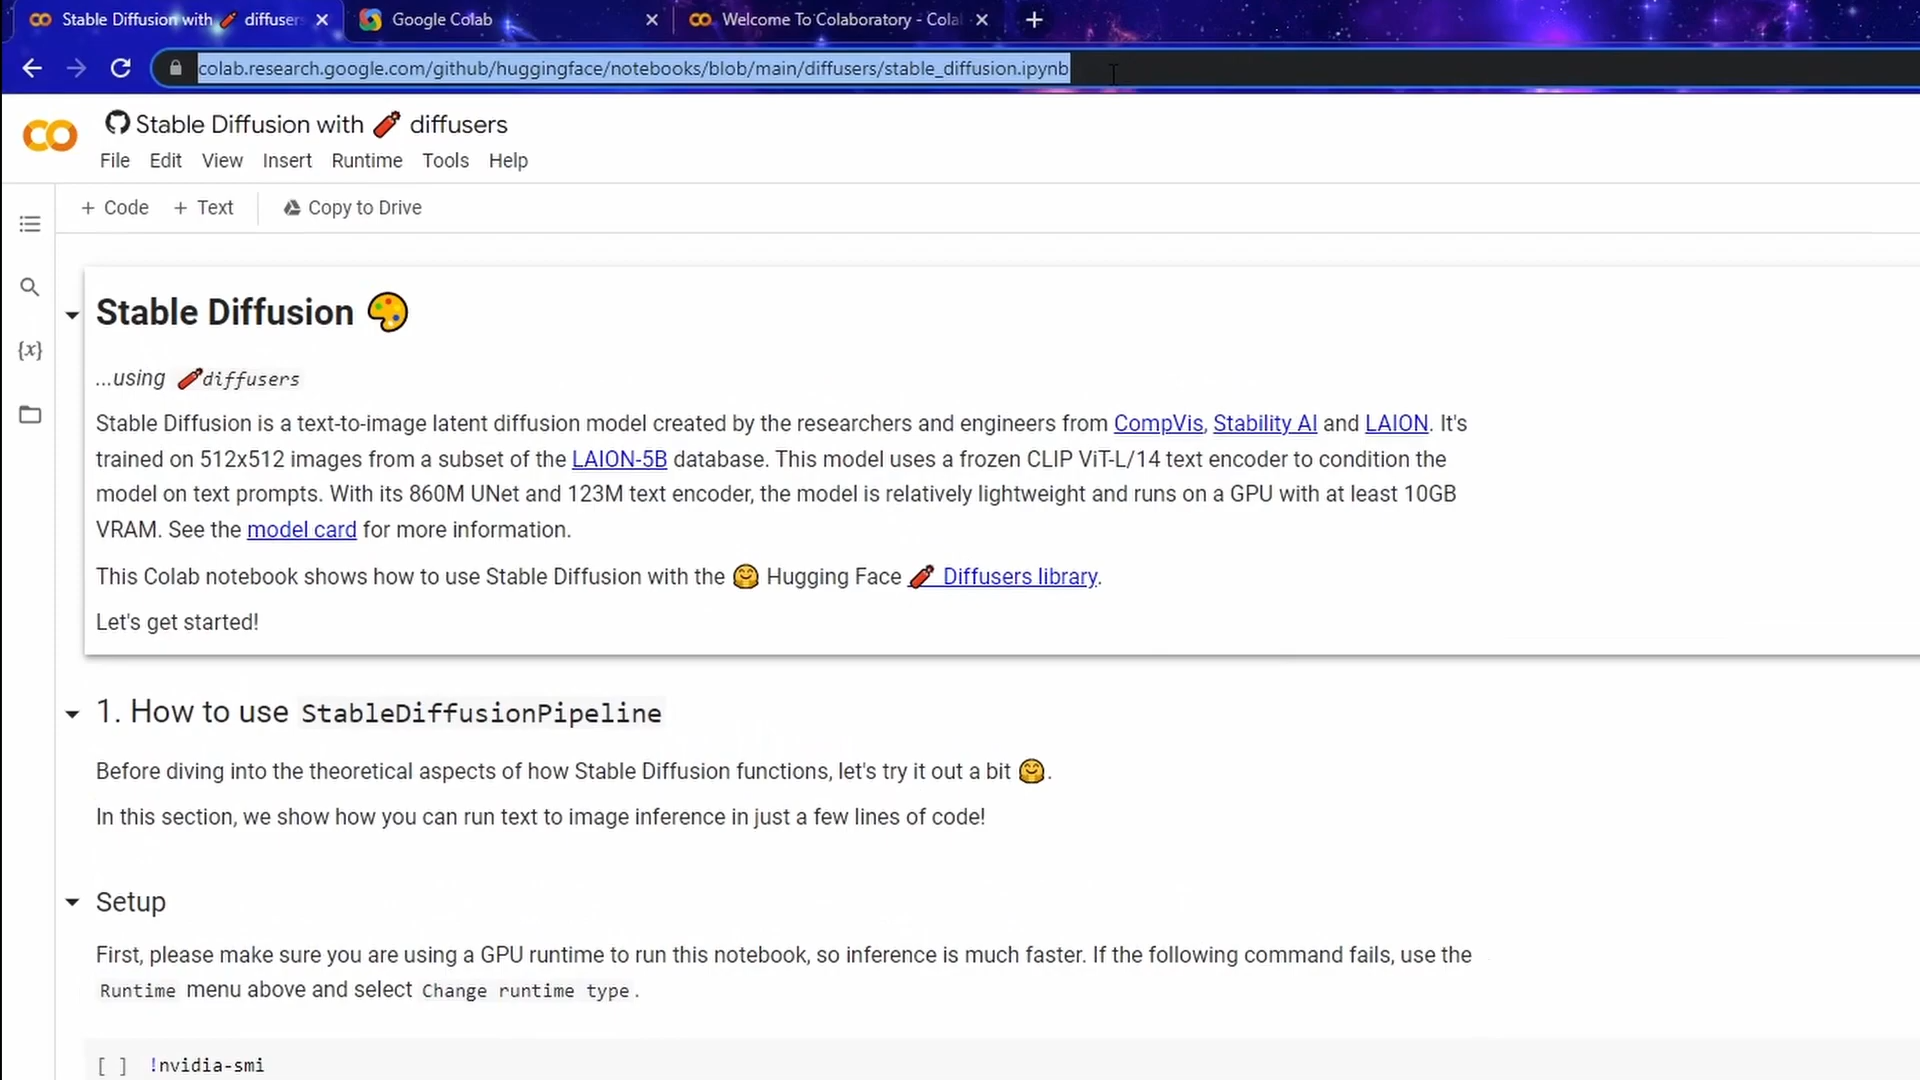 Stable Diffusion with 🧨 diffusers
Google Colab
Welcome To Colaboratory - Colab
colab.research.google.com/github/huggingface/notebooks/blob/main/diffusers/stable_diffusion.ipynb
Stable Diffusion with 🧨 diffusers
File Edit View Insert Runtime Tools Help
+ Code + Text Copy to Drive
{x}
Stable Diffusion 🎨
...using 🧨diffusers
Stable Diffusion is a text-to-image latent diffusion model created by the researchers and engineers from CompVis, Stability AI and LAION. It's
trained on 512x512 images from a subset of the LAION-5B database. This model uses a frozen CLIP ViT-L/14 text encoder to condition the
model on text prompts. With its 860M UNet and 123M text encoder, the model is relatively lightweight and runs on a GPU with at least 10GB
VRAM. See the model card for more information.
This Colab notebook shows how to use Stable Diffusion with the 🤗 Hugging Face 🧨 Diffusers library.
Let's get started!
1. How to use StableDiffusionPipeline
Before diving into the theoretical aspects of how Stable Diffusion functions, let's try it out a bit 🤗.
In this section, we show how you can run text to image inference in just a few lines of code!
Setup
First, please make sure you are using a GPU runtime to run this notebook, so inference is much faster. If the following command fails, use the
Runtime menu above and select Change runtime type.
[ ] !nvidia-smi